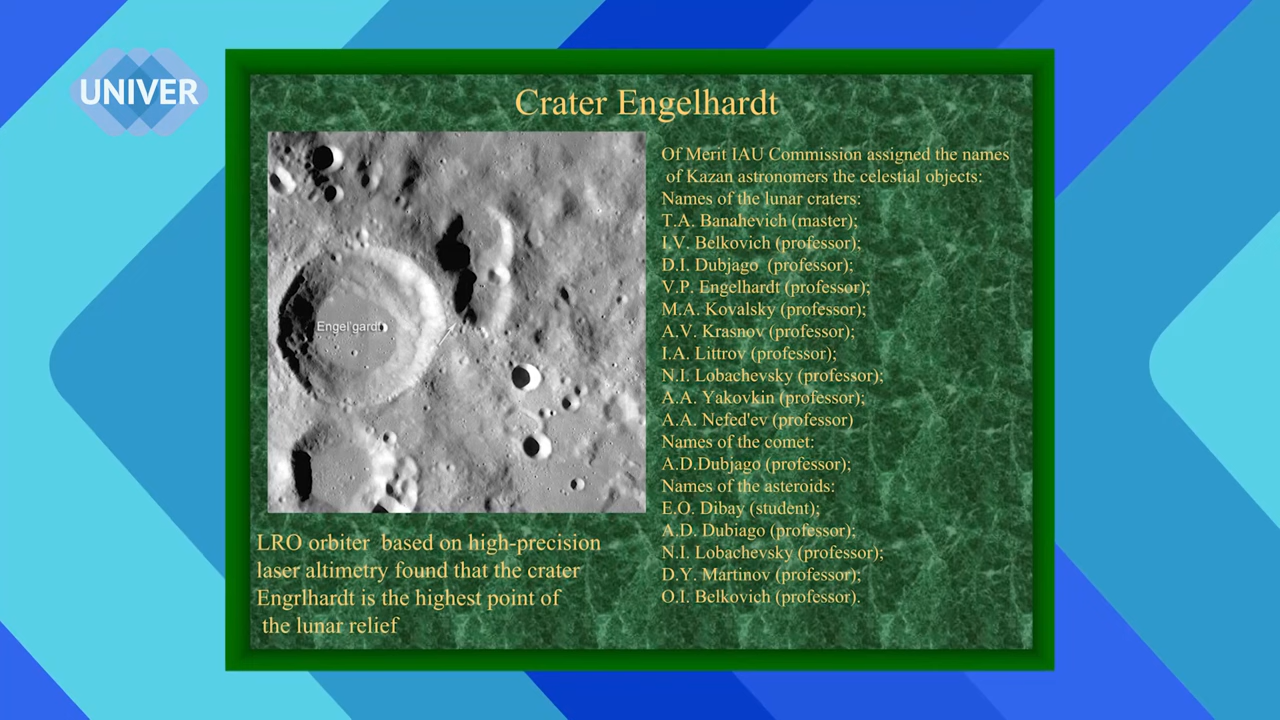 UNIVER
Crater Engelhardt
Engel'gardt
LRO orbiter based on high-precision
laser altimetry found that the crater
Engrlhardt is the highest point of
the lunar relief
Of Merit IAU Commission assigned the names
of Kazan astronomers the celestial objects:
Names of the lunar craters:
T.A. Banahevich (master);
I.V. Belkovich (professor);
D.I. Dubjago (professor);
V.P. Engelhardt (professor);
M.A. Kovalsky (professor);
A.V. Krasnov (professor);
I.A. Littrov (professor);
N.I. Lobachevsky (professor);
A.A. Yakovkin (professor);
A.A. Nefed'ev (professor)
Names of the comet:
A.D.Dubjago (professor);
Names of the asteroids:
E.O. Dibay (student);
A.D. Dubiago (professor);
N.I. Lobachevsky (professor);
D.Y. Martinov (professor);
O.I. Belkovich (professor).